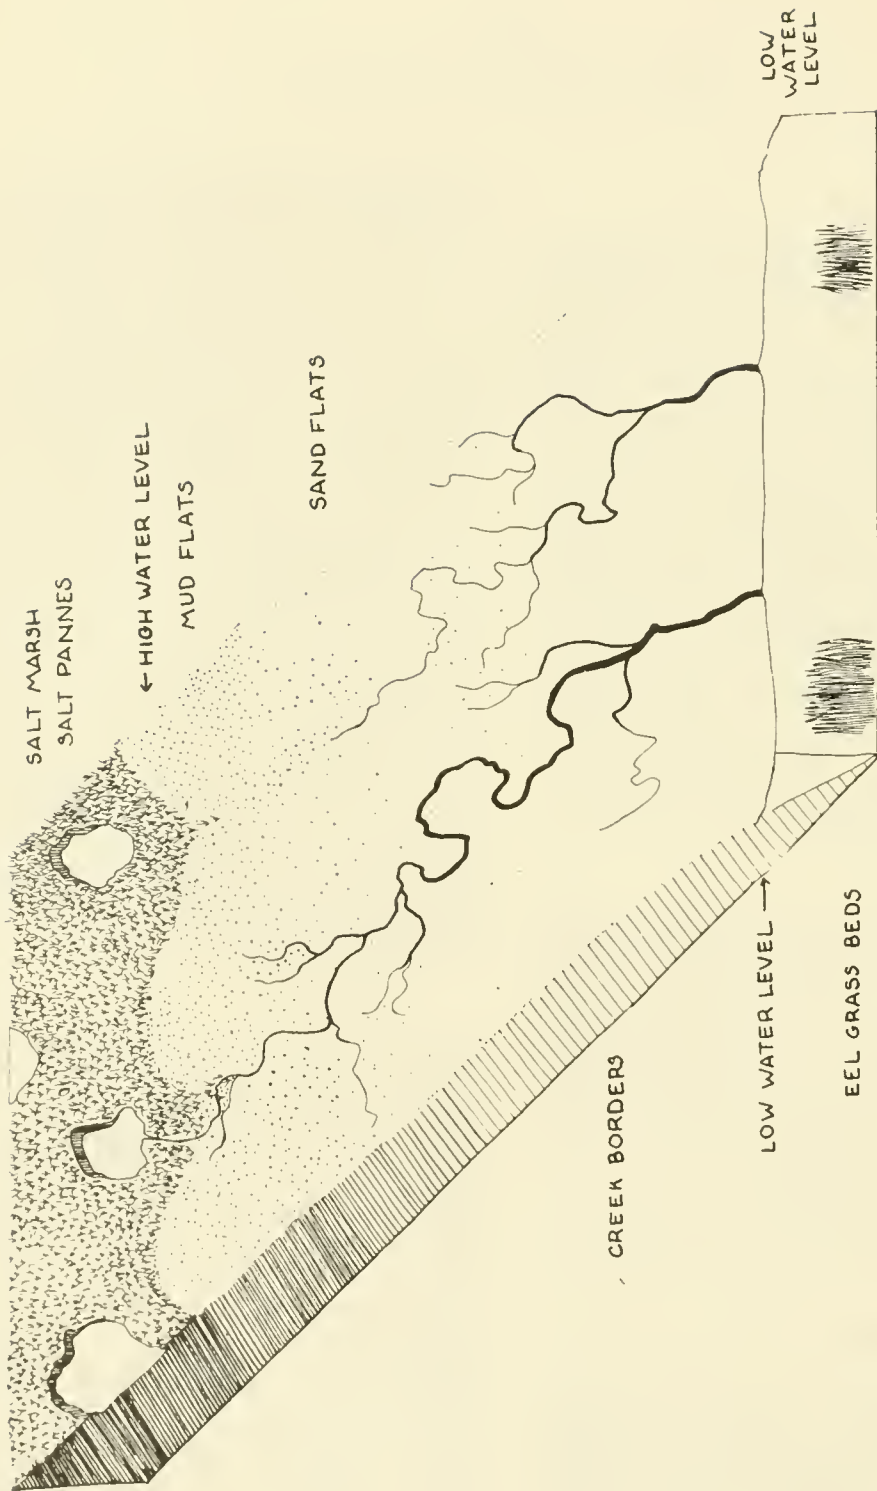 SALT MARSH
SALT PANNES
← HIGH WATER LEVEL
MUD FLATS
SAND FLATS
CREEK BORDERS
LOW WATER LEVEL →
EEL GRASS BEDS
LOW
WATER
LEVEL